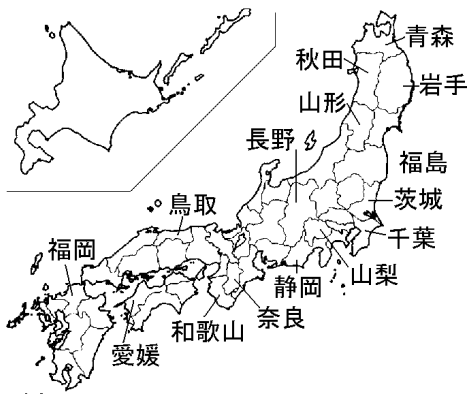 青森
秋田
岩手
山形
長野
福島
茨城
鳥取
千葉
福岡
山梨
静岡
奈良
和歌山
愛媛